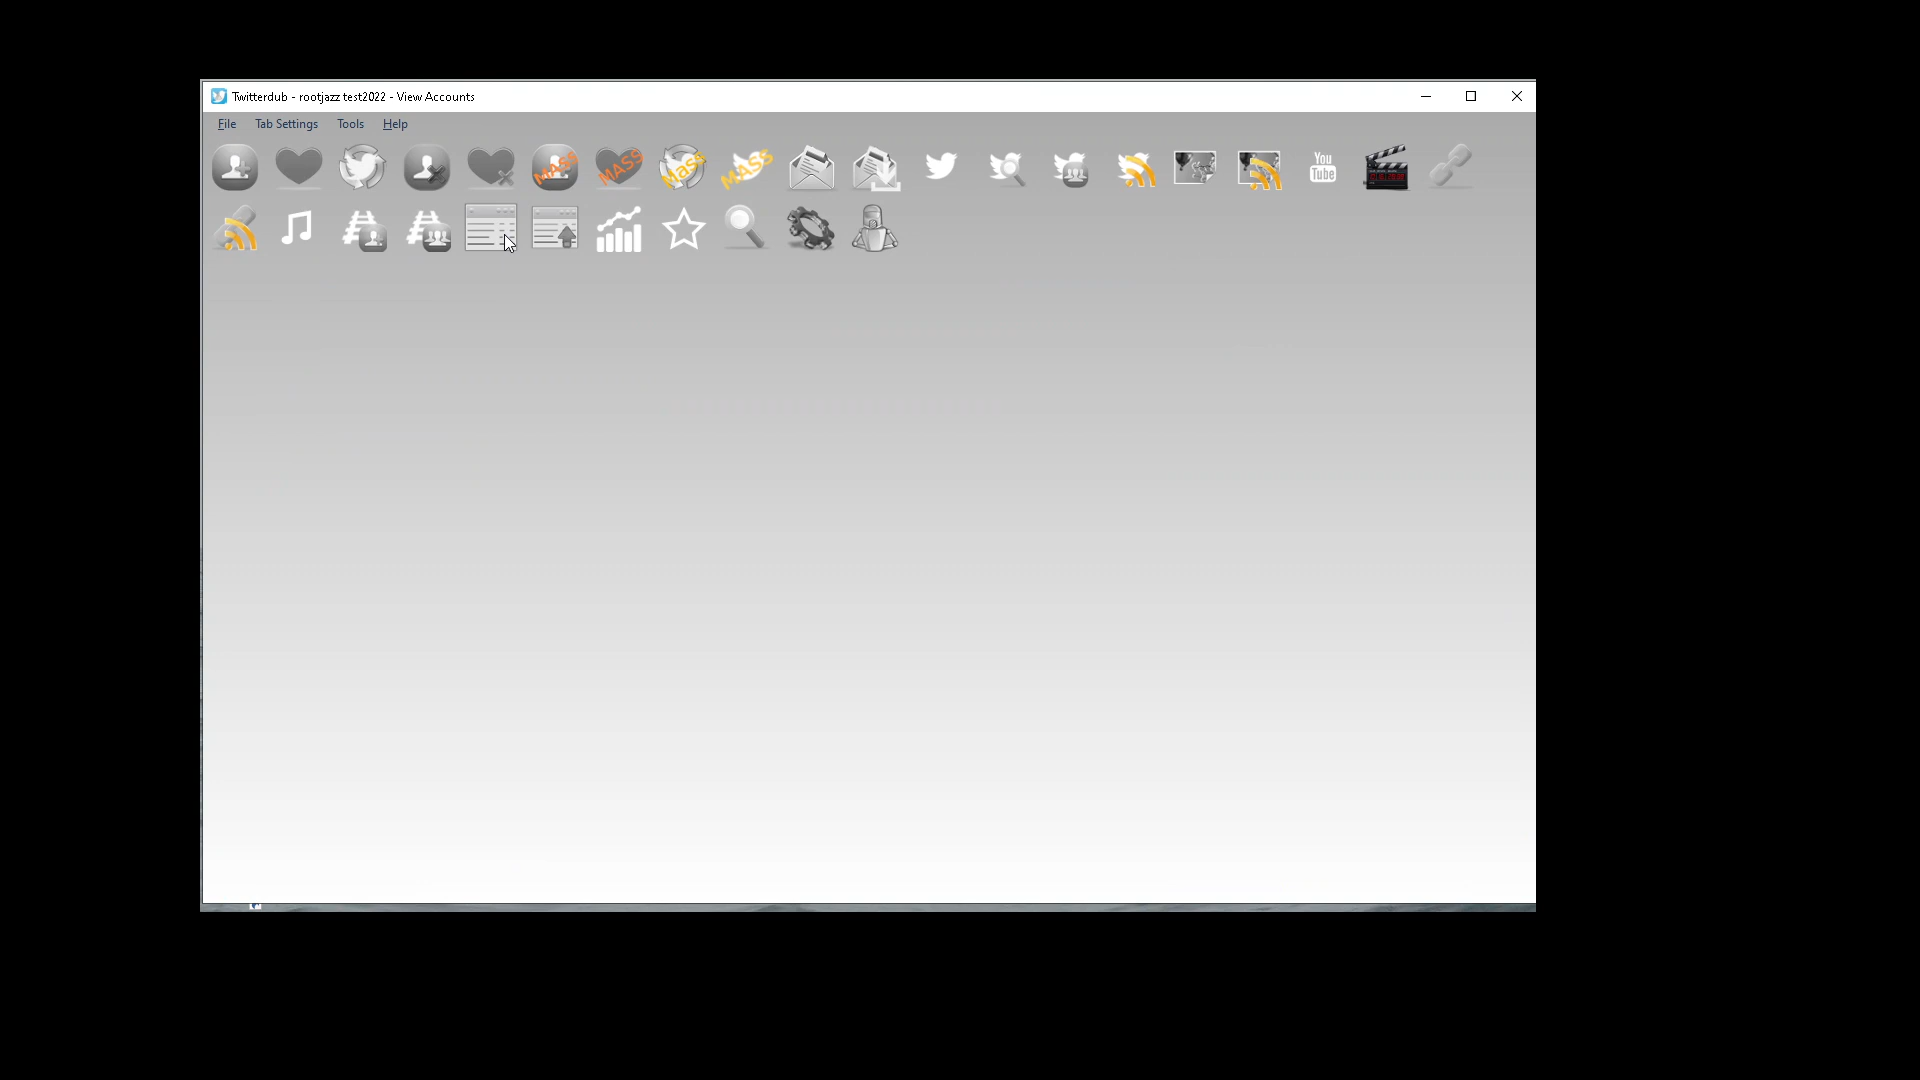 Twitterdub - rootjazz test2022 - View Accounts
File Tab Settings Tools Help
MASS MASS MASS MASS You Tube